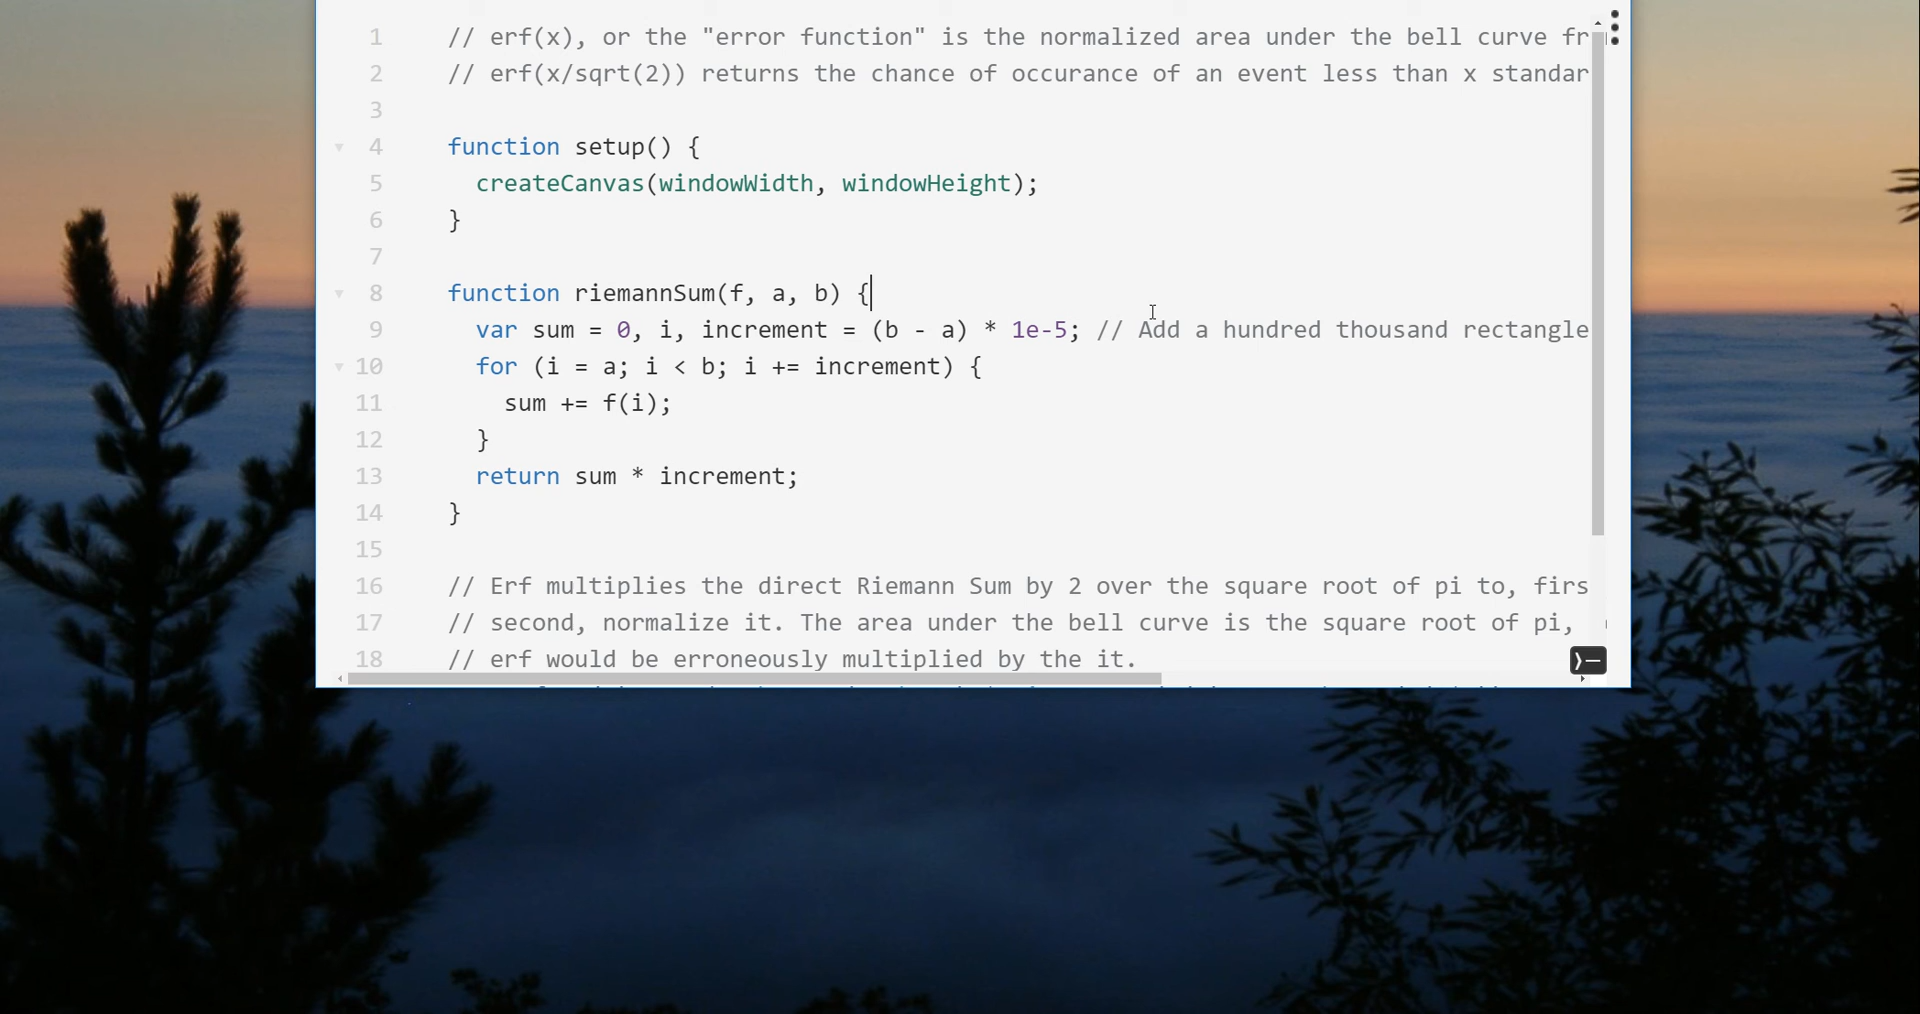 1 // erf(x), or the "error function" is the normalized area under the bell curve fr
2 // erf(x/sqrt(2)) returns the chance of occurance of an event less than x standar
3
4 function setup() {
5 createCanvas(windowWidth, windowHeight);
6 }
7
8 function riemannSum(f, a, b) {
9 var sum = 0, i, increment = (b - a) * 1e-5; // Add a hundred thousand rectangle
10 for (i = a; i < b; i += increment) {
11 sum += f(i);
12 }
13 return sum * increment;
14 }
15
16 // Erf multiplies the direct Riemann Sum by 2 over the square root of pi to, firs
17 // second, normalize it. The area under the bell curve is the square root of pi,
18 // erf would be erroneously multiplied by the it.